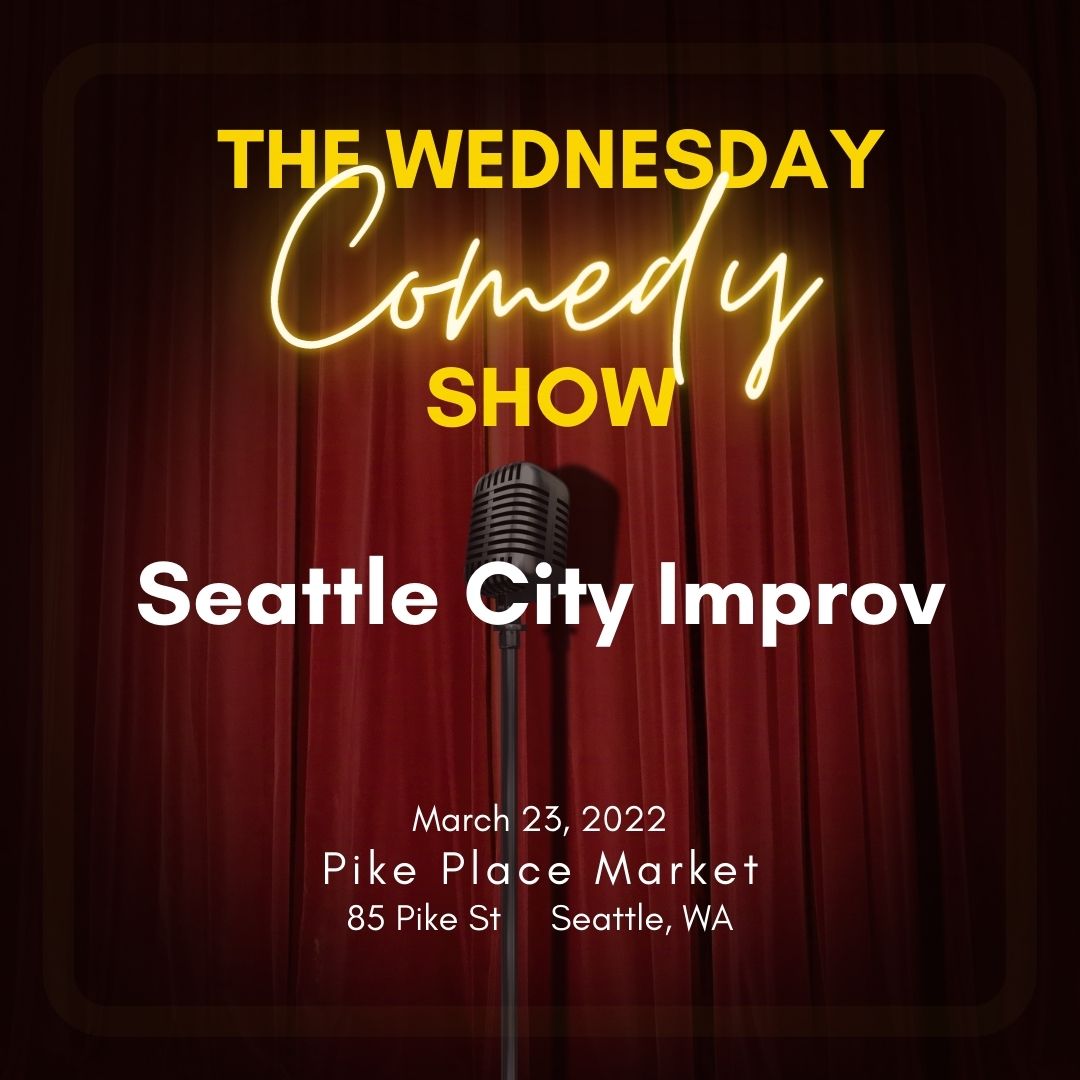 THE WEDNESDAY
Comedy
SHOW
Seattle City Improv
March 23, 2022
Pike Place Market
85 Pike St Seattle, WA